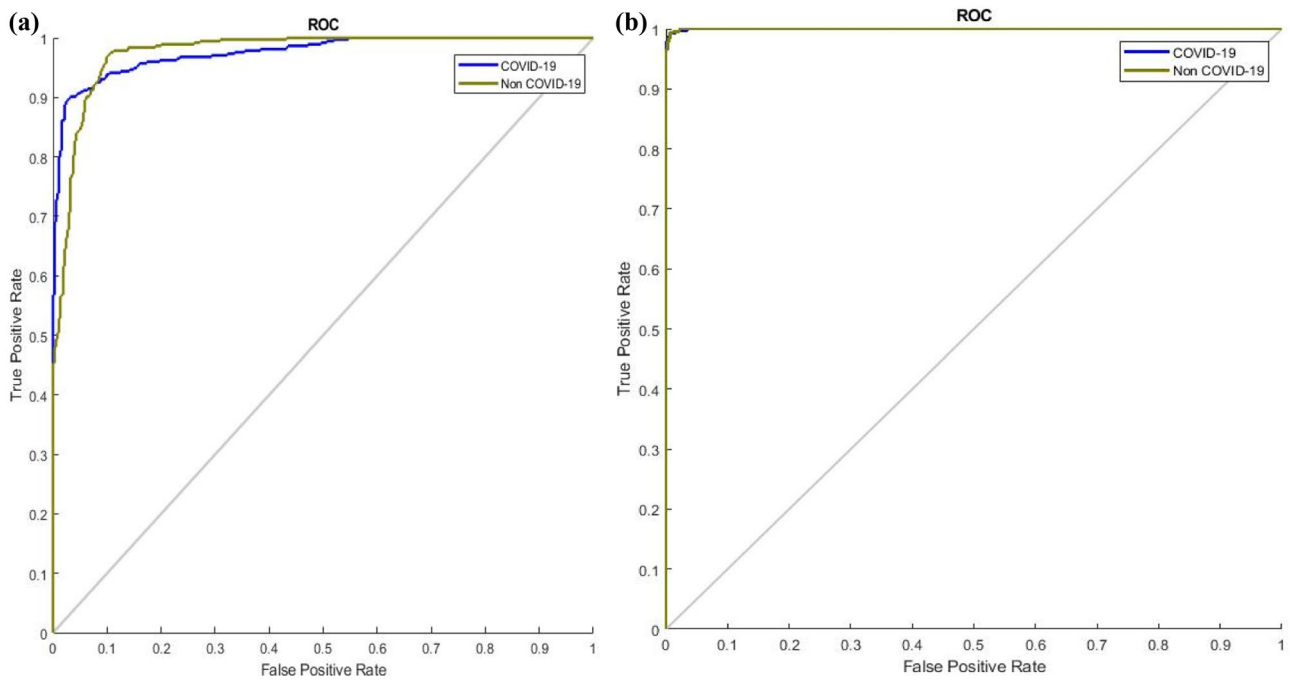 (a)
ROC
1
0.9
0.8
0.7
0.6
0.5
0.4
0.3
0.2
0.1
0
True Positive Rate
COVID-19
Non COVID-19
0 0.1 0.2 0.3 0.4 0.5 0.6 0.7 0.8 0.9 1
False Positive Rate
(b)
ROC
1
0.9
0.8
0.7
0.6
0.5
0.4
0.3
0.2
0.1
0
True Positive Rate
COVID-19
Non COVID-19
0 0.1 0.2 0.3 0.4 0.5 0.6 0.7 0.8 0.9 1
False Positive Rate